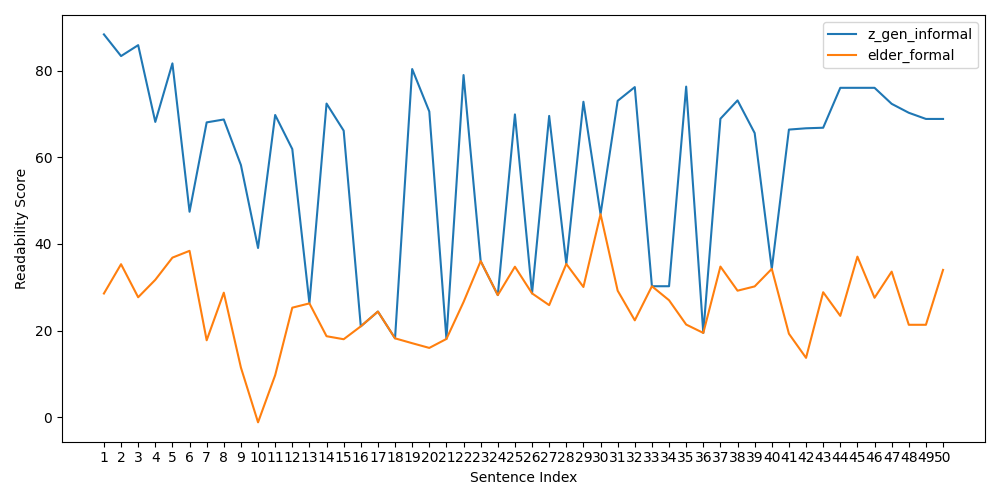 z_gen_informal
elder_formal
Readability Score
80
60
40
20
0
1 2 3 4 5 6 7 8 9 10 11 12 13 14 15 16 17 18 19 20 21 22 23 24 25 26 27 28 29 30 31 32 33 34 35 36 37 38 39 40 41 42 43 44 45 46 47 48 49 50
Sentence Index